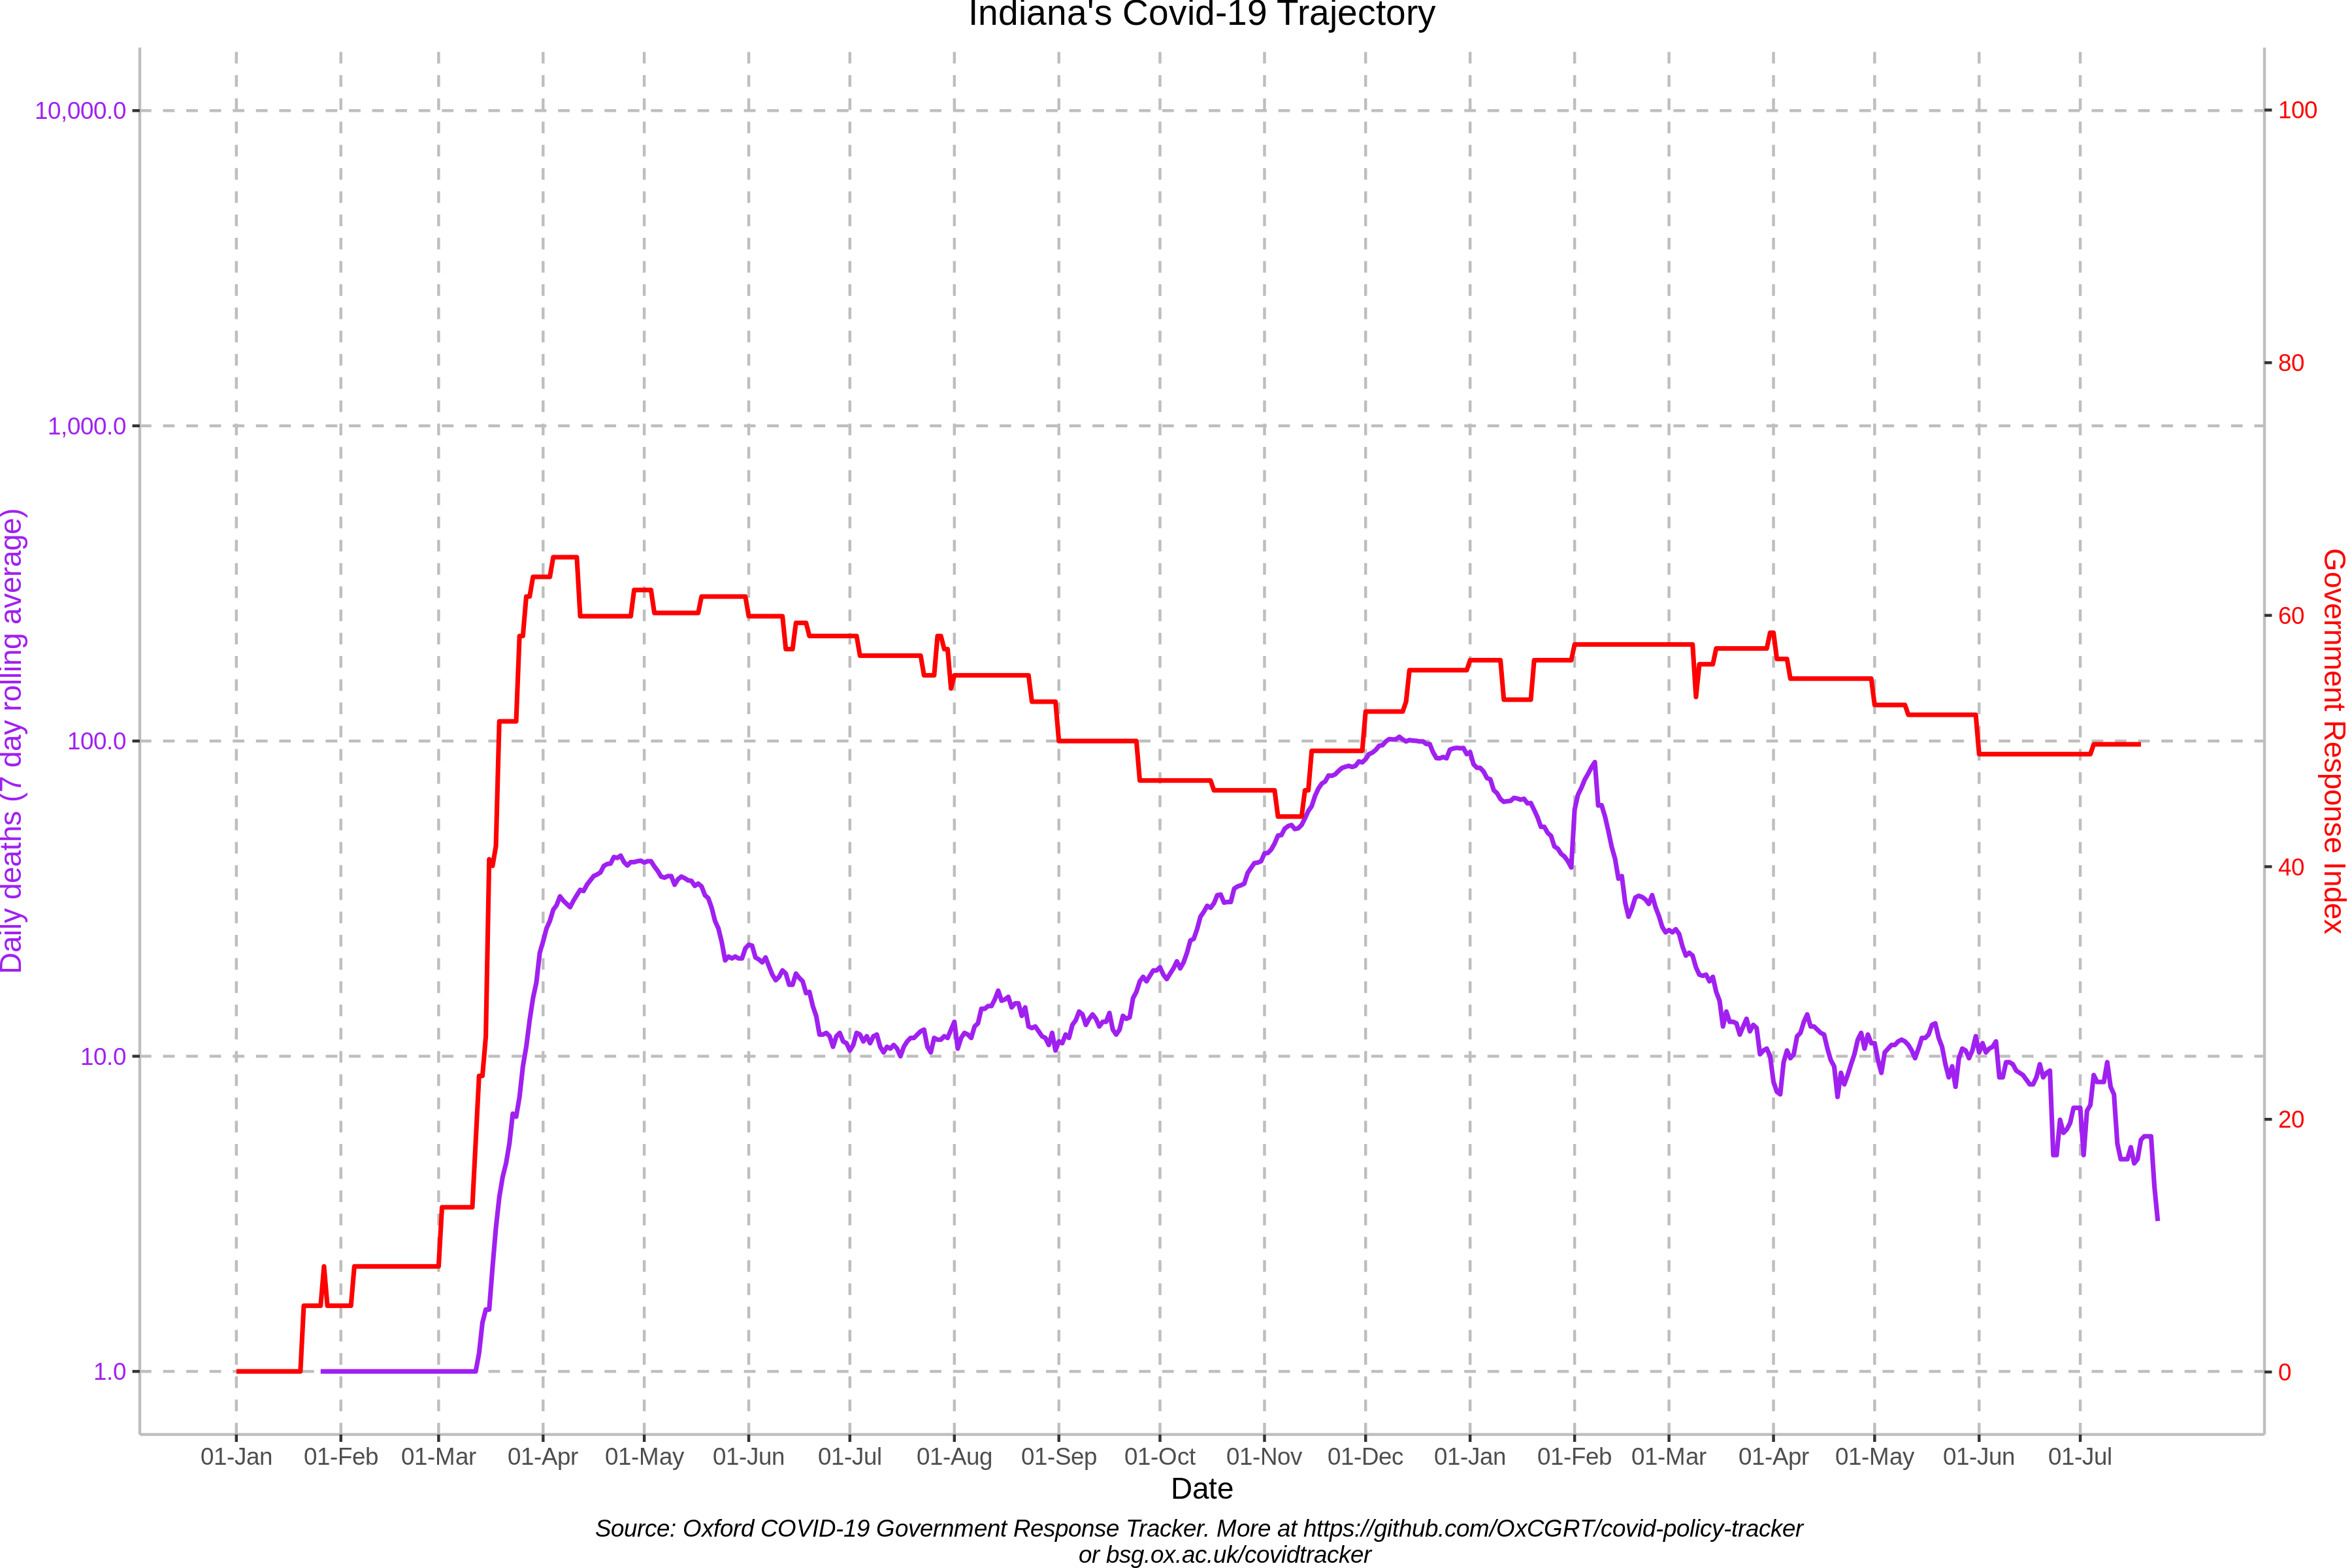 Indiana's Covid-19 Trajectory
10,000.0
1,000.0
100.0
10.0
1.0
Daily deaths (7 day rolling average)
100
80
60
40
20
0
Government Response Index
01-Jan 01-Feb 01-Mar 01-Apr 01-May 01-Jun 01-Jul 01-Aug 01-Sep 01-Oct 01-Nov 01-Dec 01-Jan 01-Feb 01-Mar 01-Apr 01-May 01-Jun 01-Jul
Date
Source: Oxford COVID-19 Government Response Tracker. More at https://github.com/OxCGRT/covid-policy-tracker
or bsg.ox.ac.uk/covidtracker